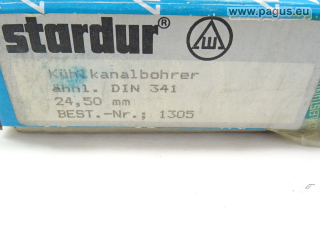 www.pagus.eu
stardur
Kühlkanalbohrer
ähnl. DIN 341
24,50 mm
BEST.-Nr.; 1305